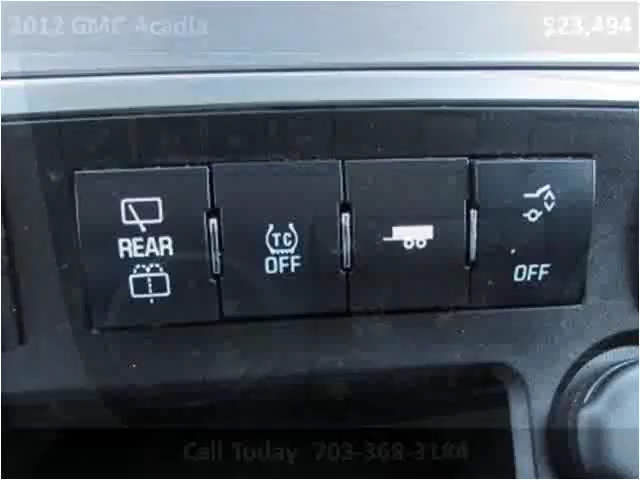 2012 GMC Acadia $23,494
REAR
TC
OFF
OFF
Call Today 703-368-3184